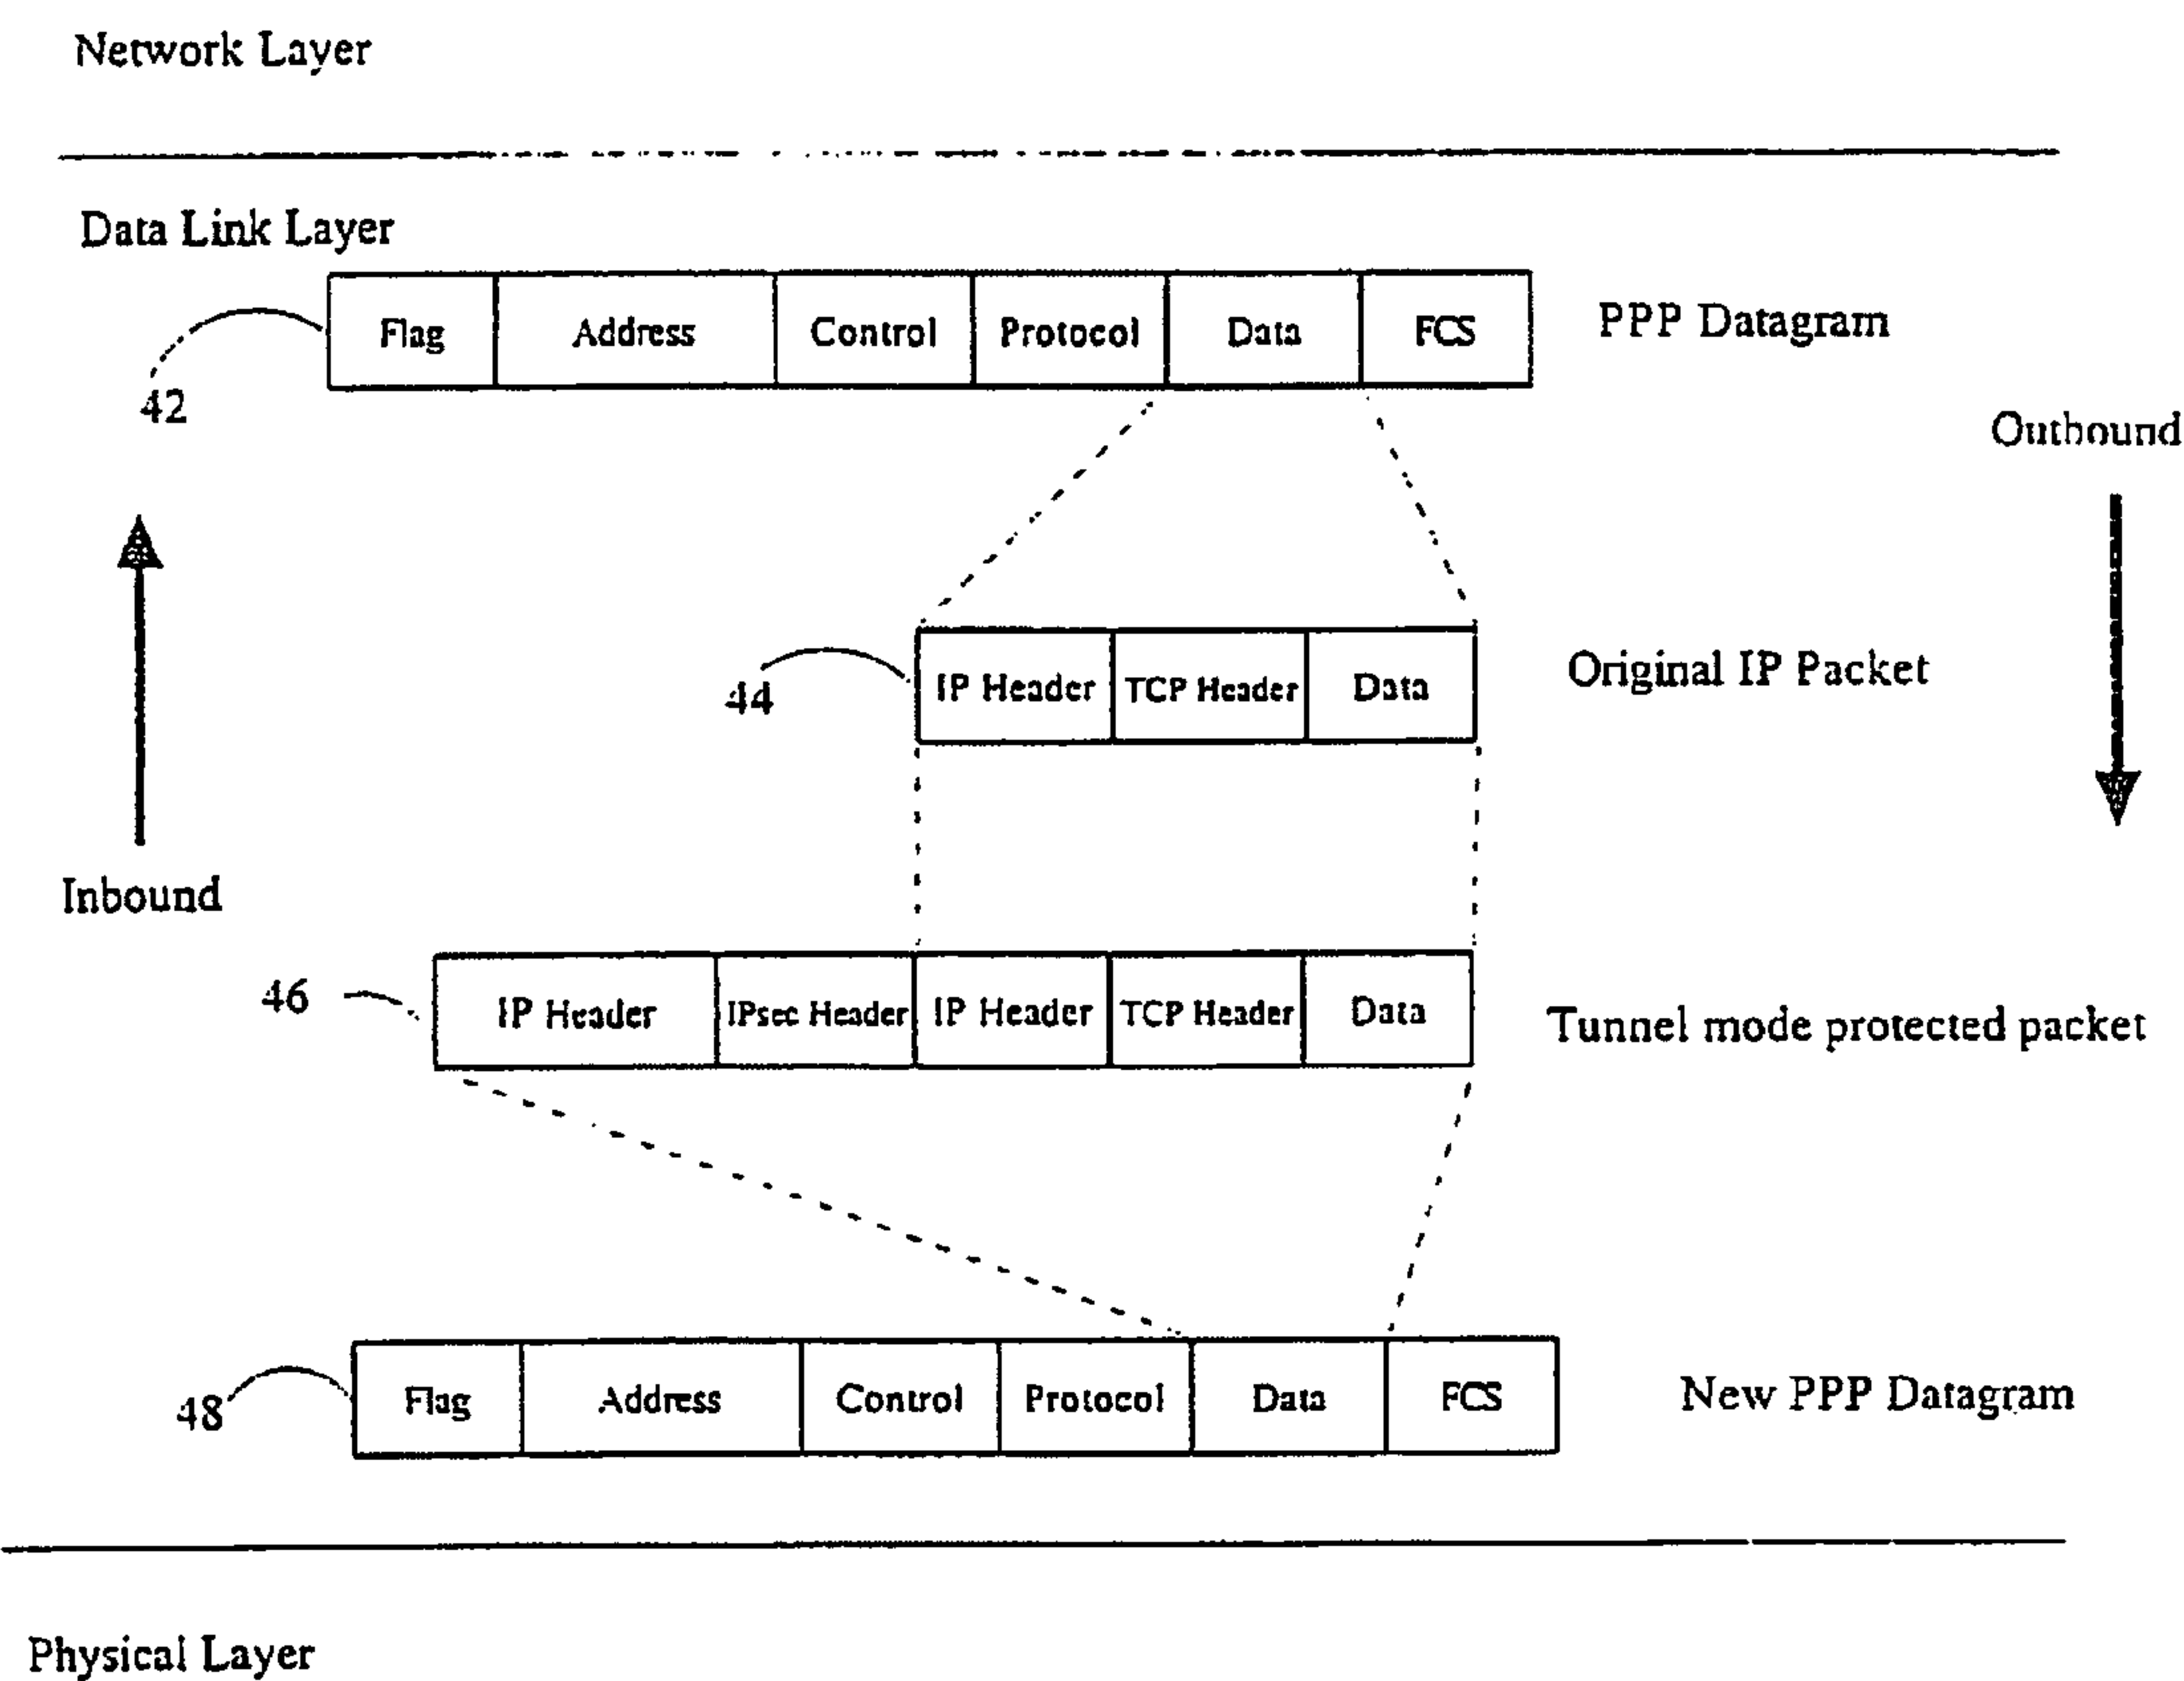 Network Layer
Data Link Layer
Flag Address Control Protocol Data FCS PPP Datagram
42
Outbound
44 IP Header TCP Header Data Original IP Packet
Inbound
46 IP Header IPsec Header IP Header TCP Header Data Tunnel mode protected packet
48 Flag Address Control Protocol Data FCS New PPP Datagram
Physical Layer